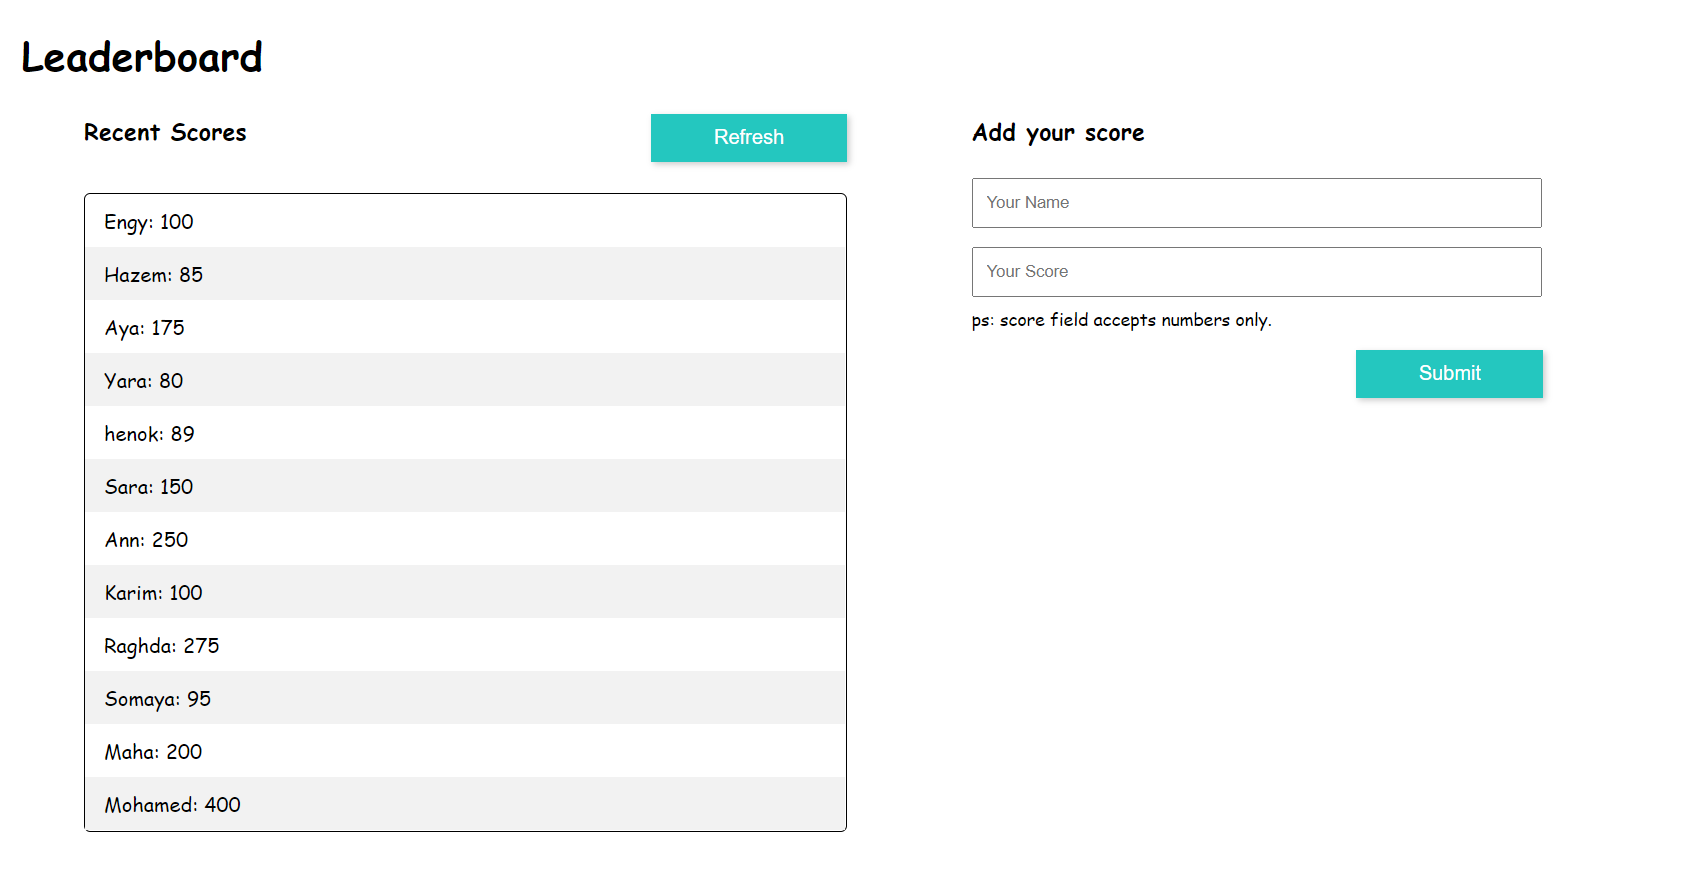 Leaderboard
Recent Scores
Refresh
Engy: 100
Hazem: 85
Aya: 175
Yara: 80
henok: 89
Sara: 150
Ann: 250
Karim: 100
Raghda: 275
Somaya: 95
Maha: 200
Mohamed: 400
Add your score
Your Name
Your Score
ps: score field accepts numbers only.
Submit